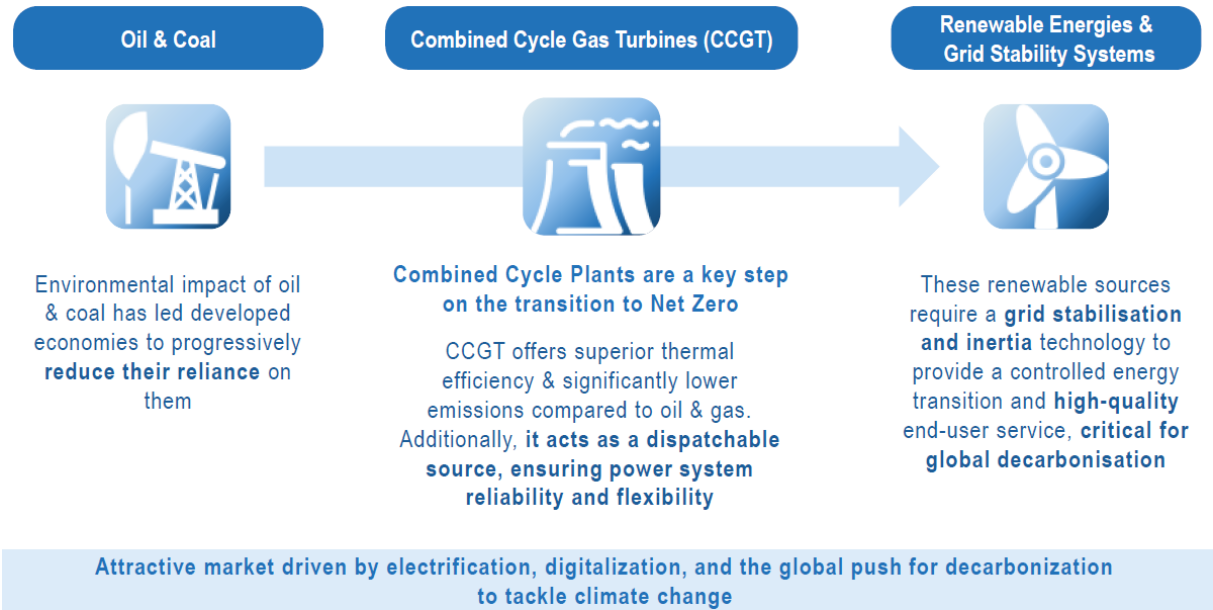 Oil & Coal
Combined Cycle Gas Turbines (CCGT)
Renewable Energies &
Grid Stability Systems
Environmental impact of oil
& coal has led developed
economies to progressively
reduce their reliance on
them
Combined Cycle Plants are a key step
on the transition to Net Zero
CCGT offers superior thermal
efficiency & significantly lower
emissions compared to oil & gas.
Additionally, it acts as a dispatchable
source, ensuring power system
reliability and flexibility
These renewable sources
require a grid stabilisation
and inertia technology to
provide a controlled energy
transition and high-quality
end-user service, critical for
global decarbonisation
Attractive market driven by electrification, digitalization, and the global push for decarbonization
to tackle climate change